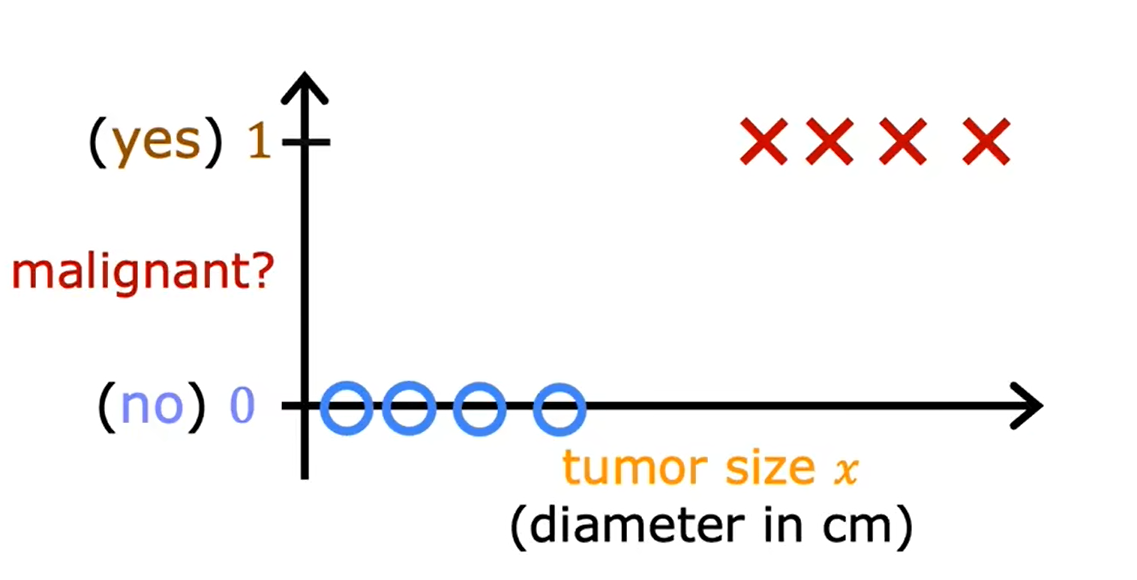 (yes) 1
malignant?
(no) 0
tumor size x
(diameter in cm)